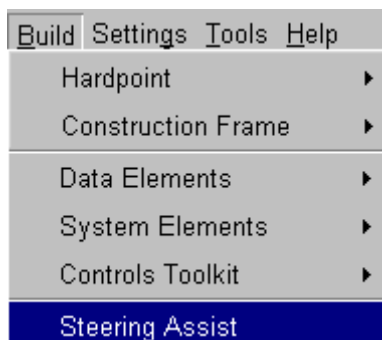 Build Settings Tools Help
Hardpoint
Construction Frame
Data Elements
System Elements
Controls Toolkit
Steering Assist